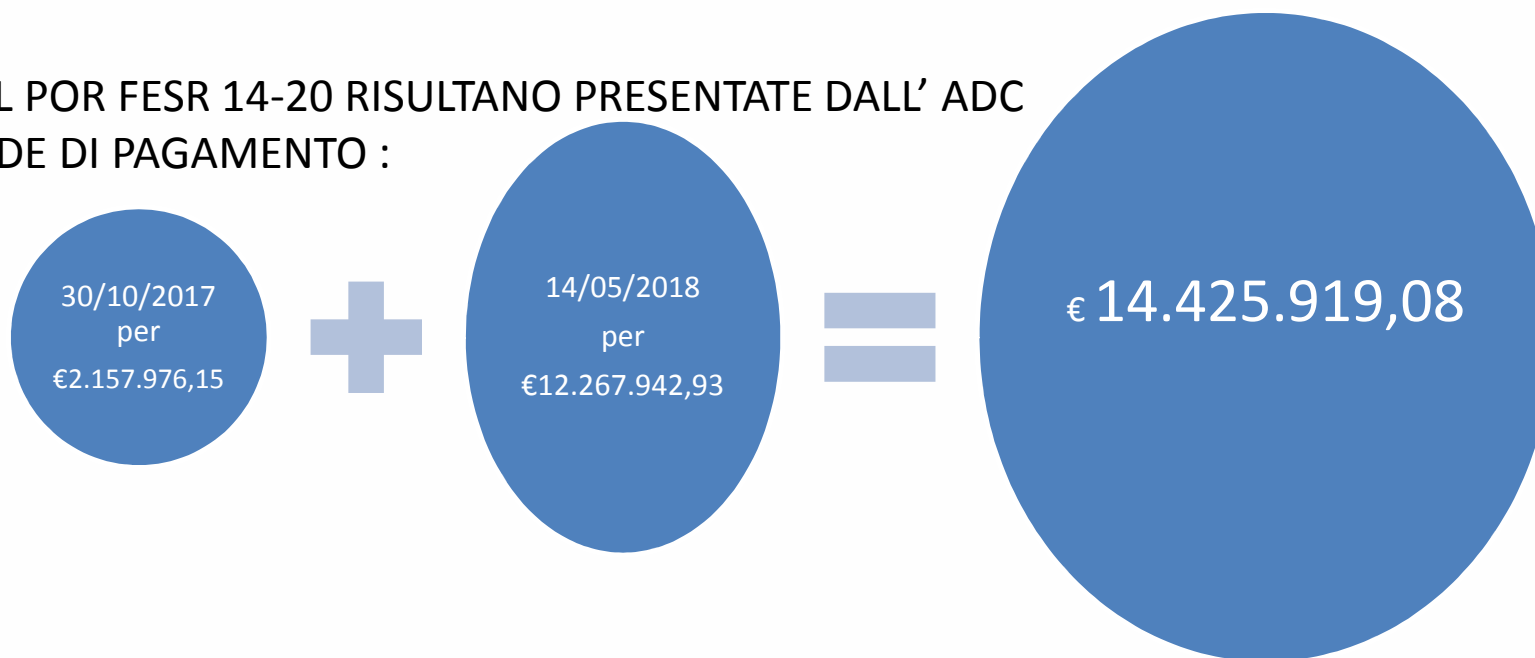 L POR FESR 14-20 RISULTANO PRESENTATE DALL’ ADC
DE DI PAGAMENTO :
30/10/2017
per
€2.157.976,15
14/05/2018
per
€12.267.942,93
€ 14.425.919,08